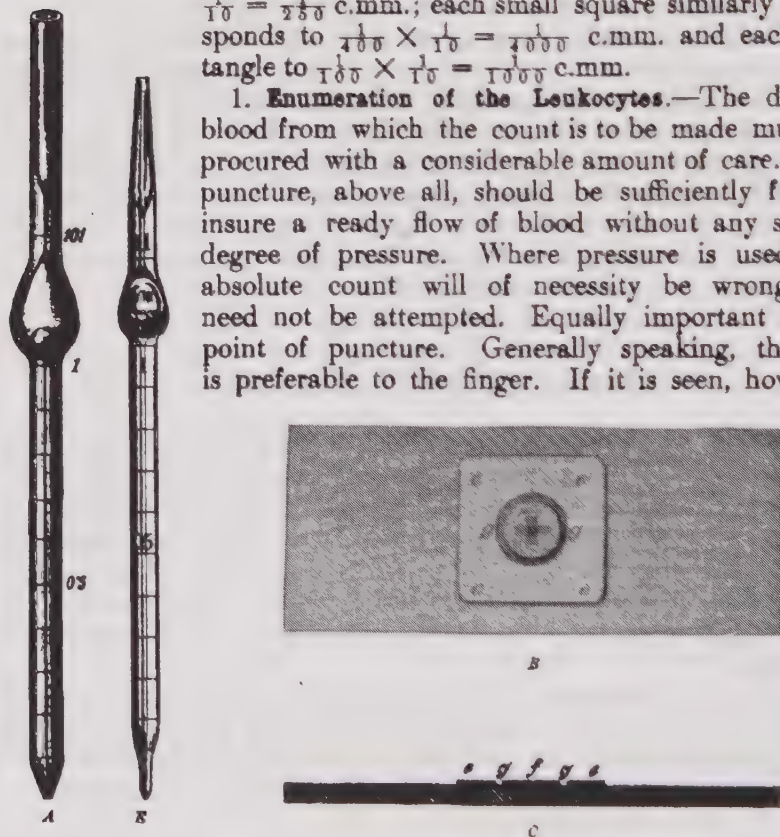 1/10 = 1/250 c.mm.; each small square similarly
sponds to 1/400 × 1/10 = 1/4000 c.mm. and eac
tangle to 1/100 × 1/10 = 1/1000 c.mm.
1. Enumeration of the Leukocytes.—The d
blood from which the count is to be made mu
procured with a considerable amount of care.
puncture, above all, should be sufficiently f
insure a ready flow of blood without any s
degree of pressure. Where pressure is used
absolute count will of necessity be wrong
need not be attempted. Equally important
point of puncture. Generally speaking, th
is preferable to the finger. If it is seen, hov
101
1
0'5
5
A
E
B
e g f g e
C